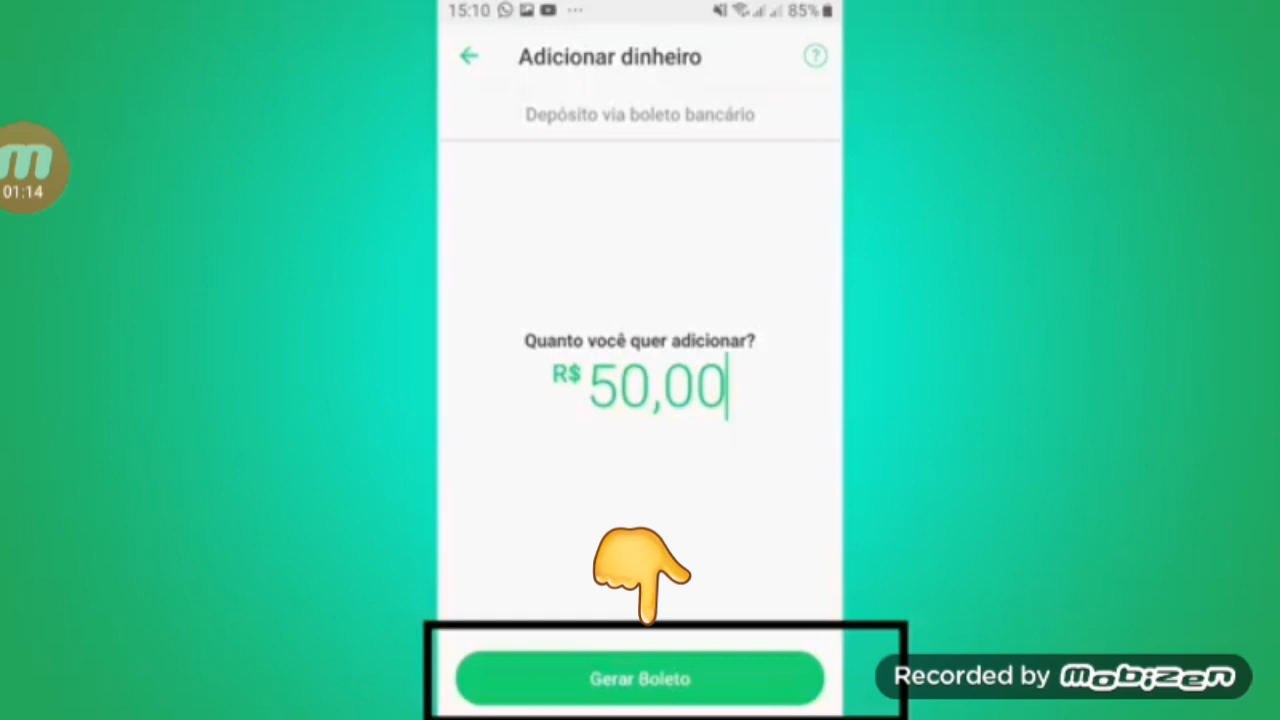 15:10
85%
Adicionar dinheiro
?
Depósito via boleto bancário
m
01:14
Quanto você quer adicionar?
R$ 50,00
Gerar Boleto
Recorded by mobizen